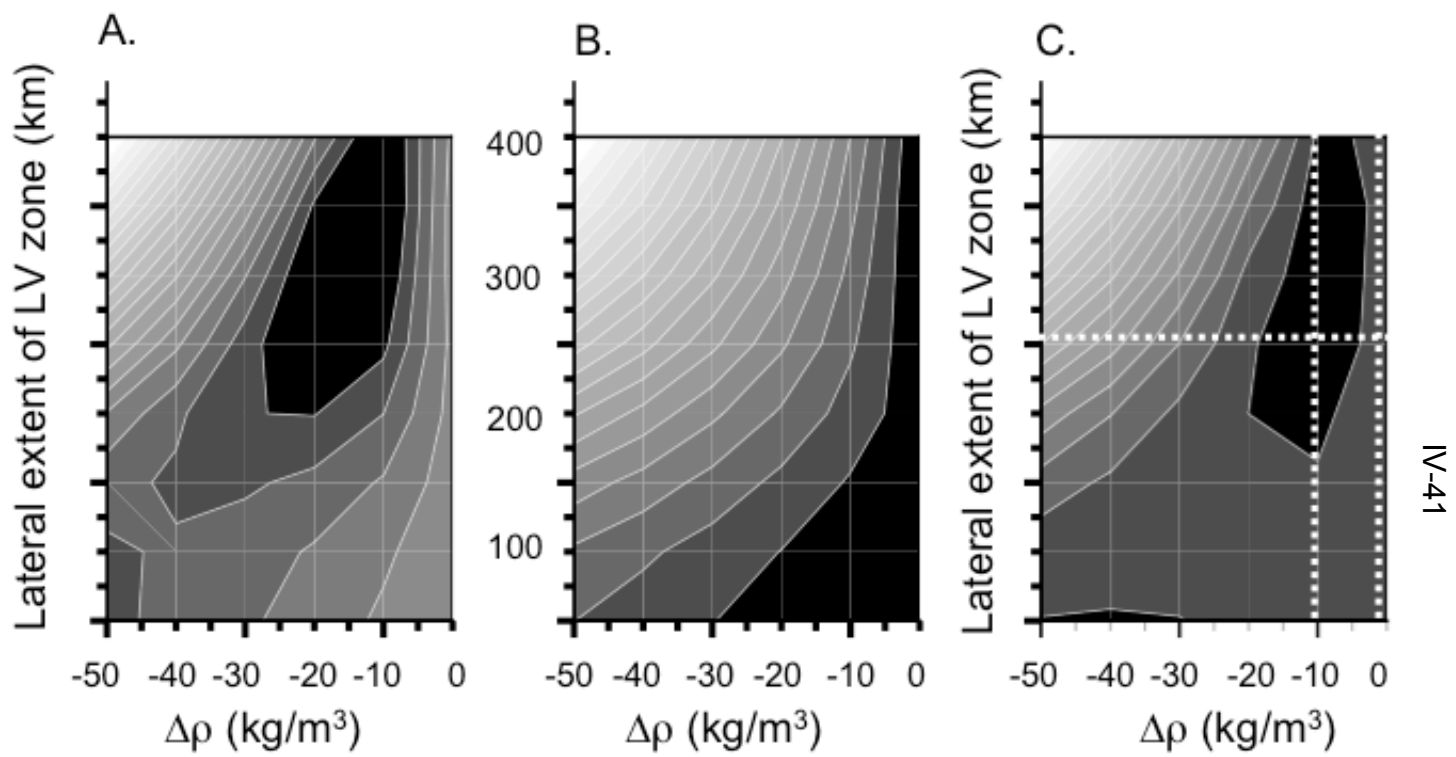 A.
B.
C.
Lateral extent of LV zone (km)
400
300
200
100
Lateral extent of LV zone (km)
IV-41
-50 -40 -30 -20 -10 0
-50 -40 -30 -20 -10 0
-50 -40 -30 -20 -10 0
Δρ (kg/m³)
Δρ (kg/m³)
Δρ (kg/m³)